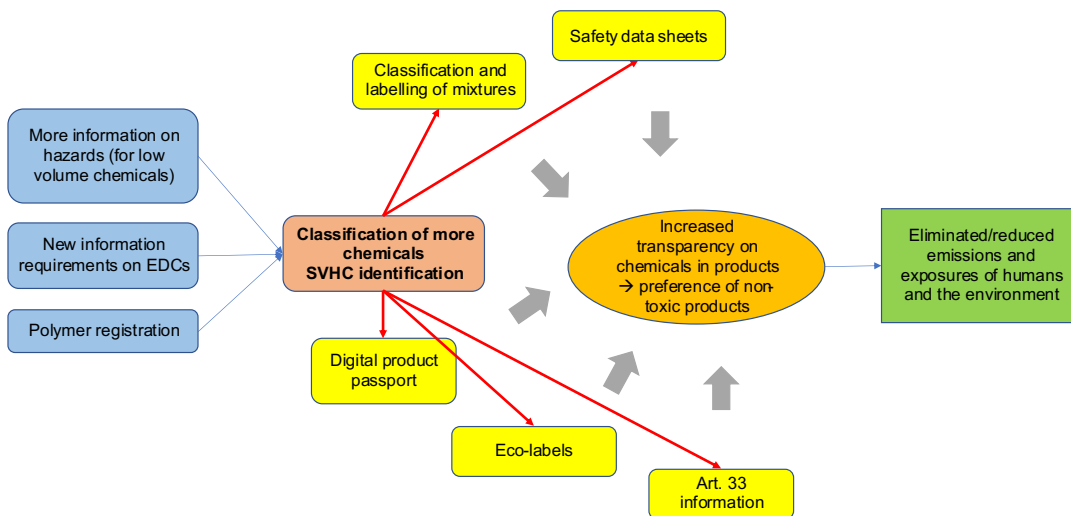 Safety data sheets
Classification and
labelling of mixtures
More information on
hazards (for low
volume chemicals)
New information
requirements on EDCs
Polymer registration
Classification of more
chemicals
SVHC identification
Increased
transparency on
chemicals in products
→ preference of non-
toxic products
Eliminated/reduced
emissions and
exposures of humans
and the environment
Digital product
passport
Eco-labels
Art. 33
information